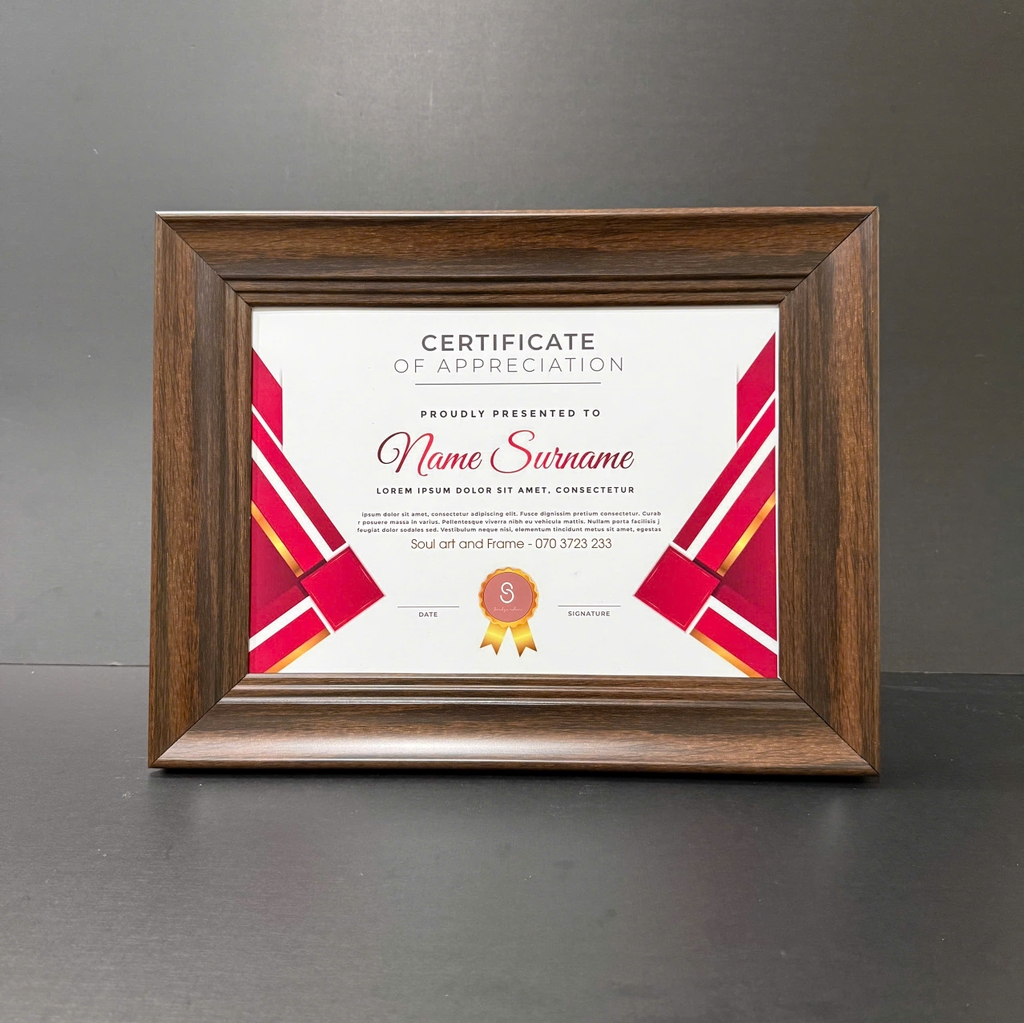 CERTIFICATE
OF APPRECIATION
PROUDLY PRESENTED TO
Name Surname
LOREM IPSUM DOLOR SIT AMET, CONSECTETUR
ipsum dolor sit amet, consectetur adipiscing elit. Fusce dignissim pretium consectetur. Curab
r posuere massa in varius. Pellentesque viverra nibh eu vehicula mattis. Nullam porta facilisis j
feugiat dolor sodales sed. Vestibulum neque nisi, elementum tincidunt metus sit amet, egestas
Soul art and Frame - 070 3723 233
DATE
SIGNATURE